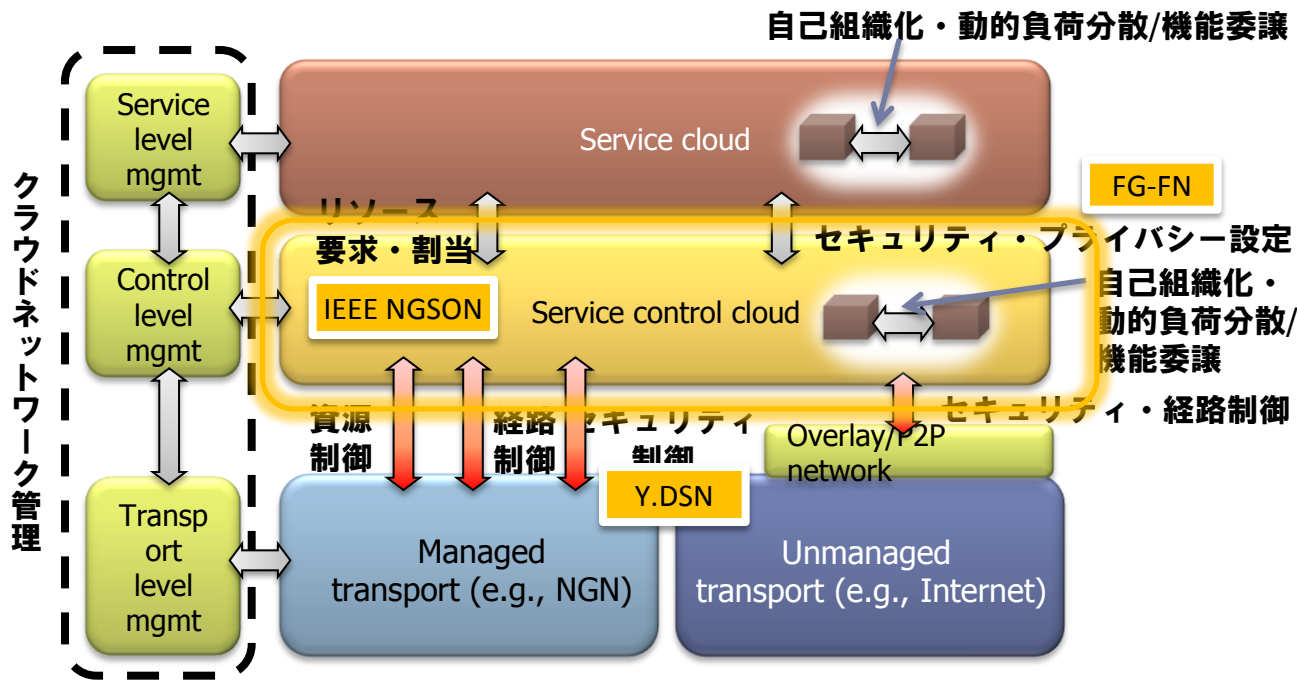 自己組織化・動的負荷分散/機能委譲
Service
level
mgmt
Service cloud
FG-FN
クラウドネットワーク管理
リソース
要求・割当
セキュリティ・プライバシー設定
Control
level
mgmt
IEEE NGSON
Service control cloud
自己組織化・
動的負荷分散/
機能委譲
資源
制御
経路
制御
セキュリティ
制御
セキュリティ・経路制御
Overlay/P2P
network
Y.DSN
Transp
ort
level
mgmt
Managed
transport (e.g., NGN)
Unmanaged
transport (e.g., Internet)